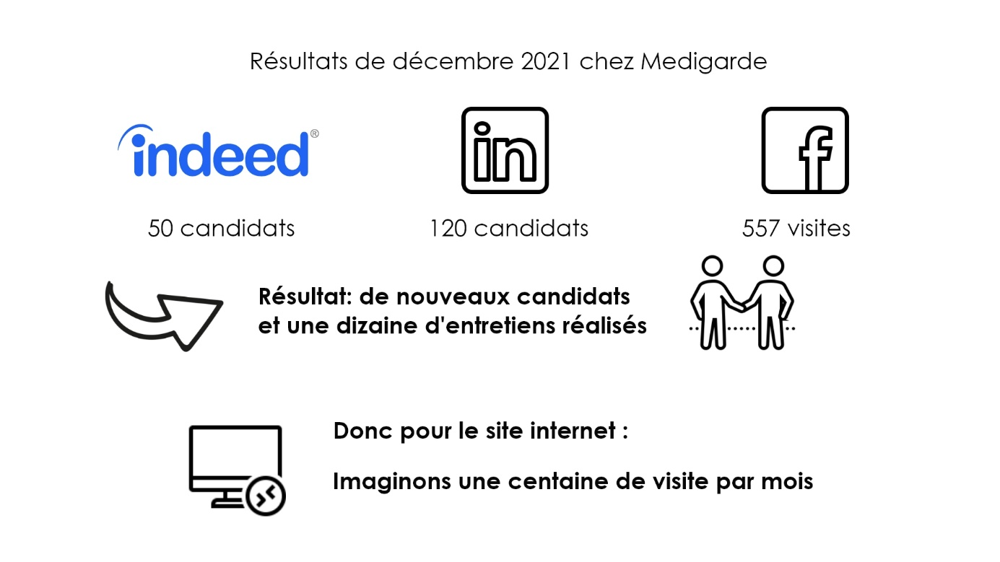 Résultats de décembre 2021 chez Medigarde
indeed®
in
f
50 candidats
120 candidats
557 visites
Résultat: de nouveaux candidats
et une dizaine d'entretiens réalisés
Donc pour le site internet :
Imaginons une centaine de visite par mois